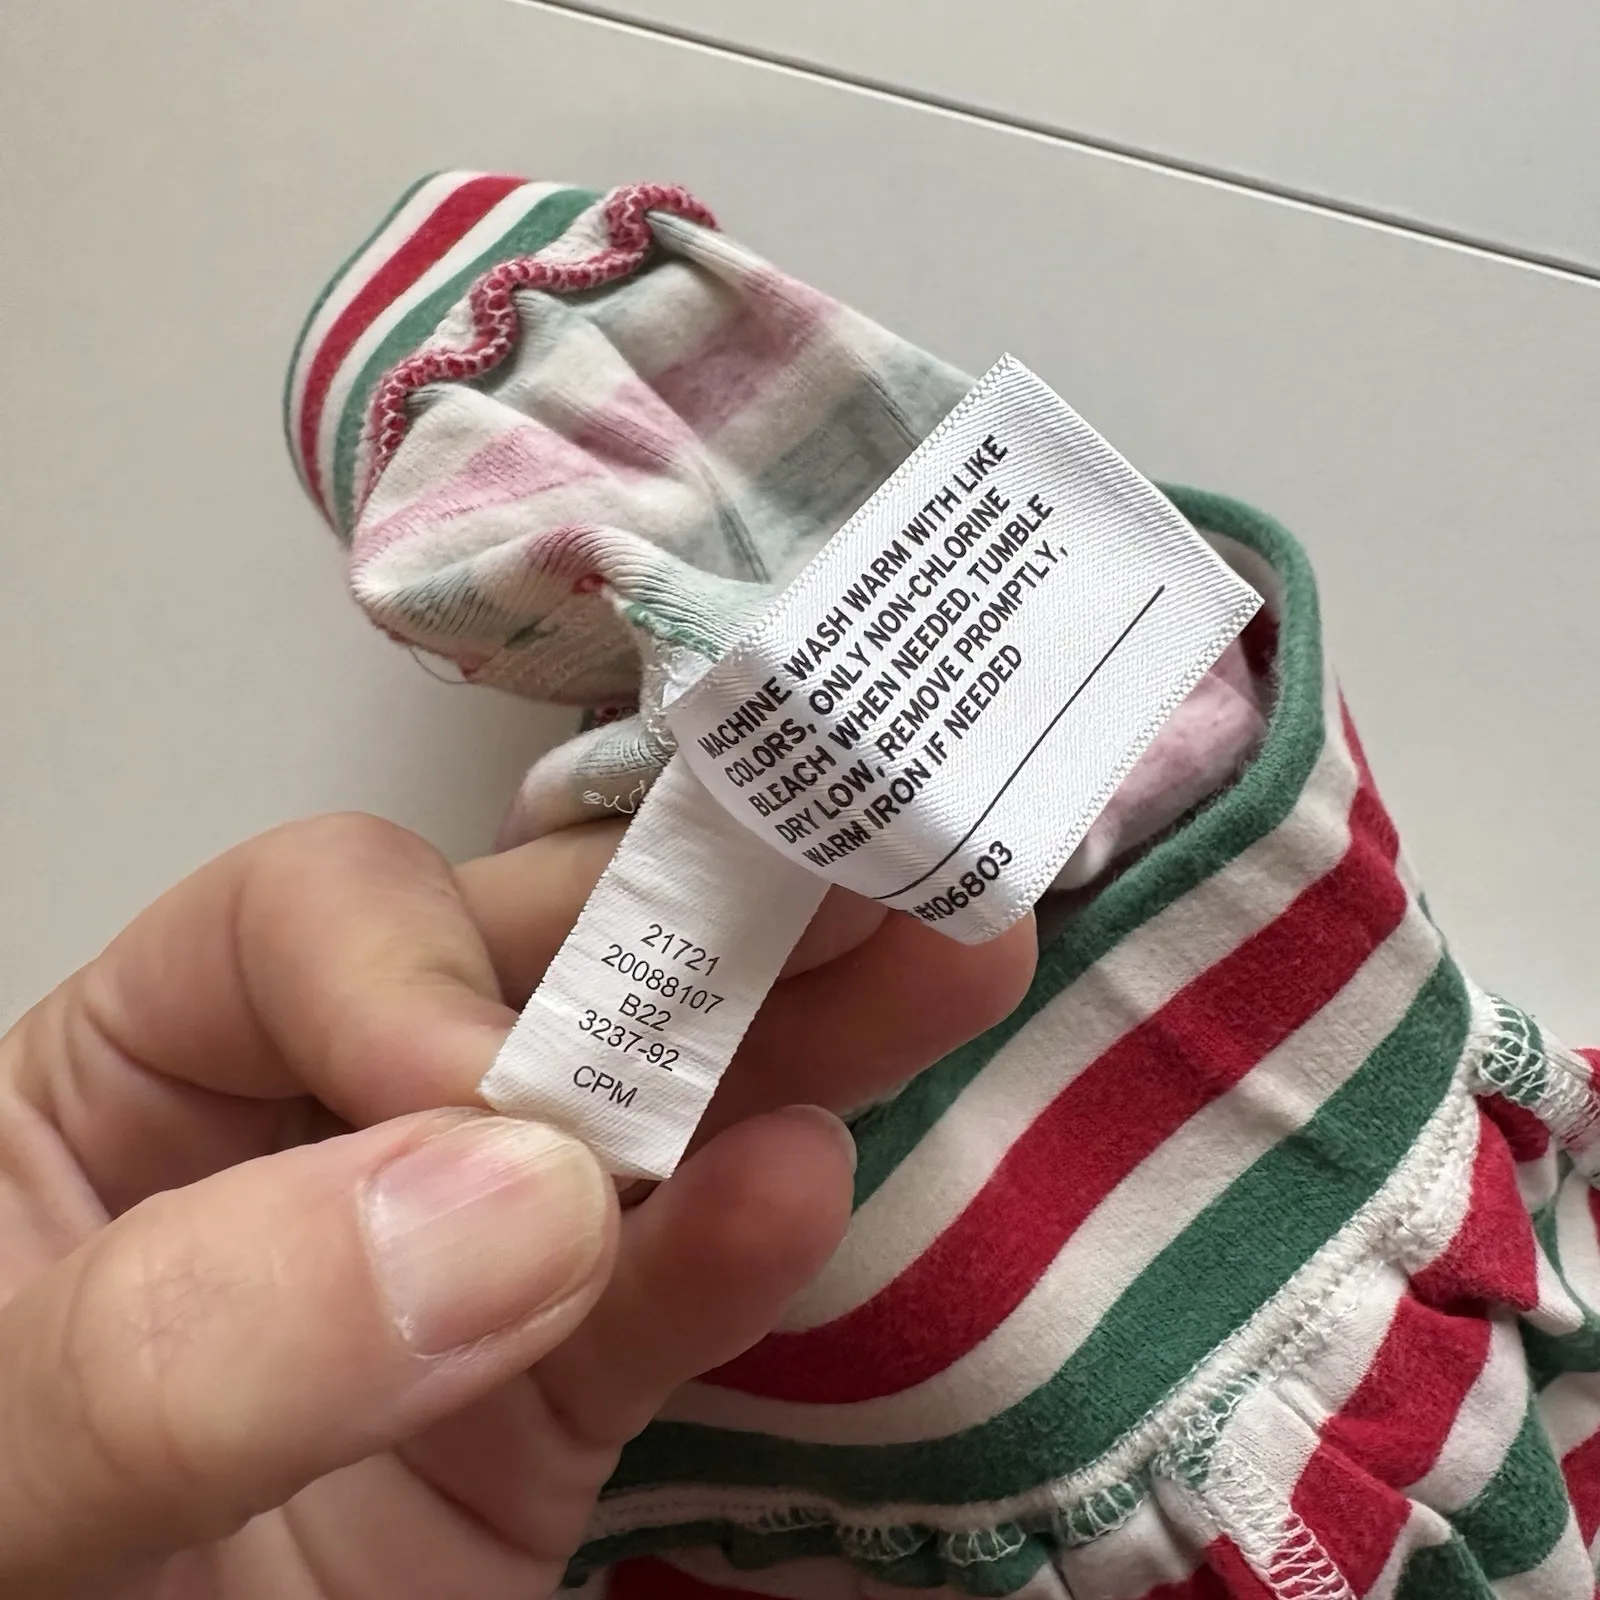 MACHINE WASH WARM WITH LIKE
COLORS, ONLY NON-CHLORINE
BLEACH WHEN NEEDED, TUMBLE
DRY LOW, REMOVE PROMPTLY,
WARM IRON IF NEEDED
#106803
21721
20088107
B22
3287-92
CPM